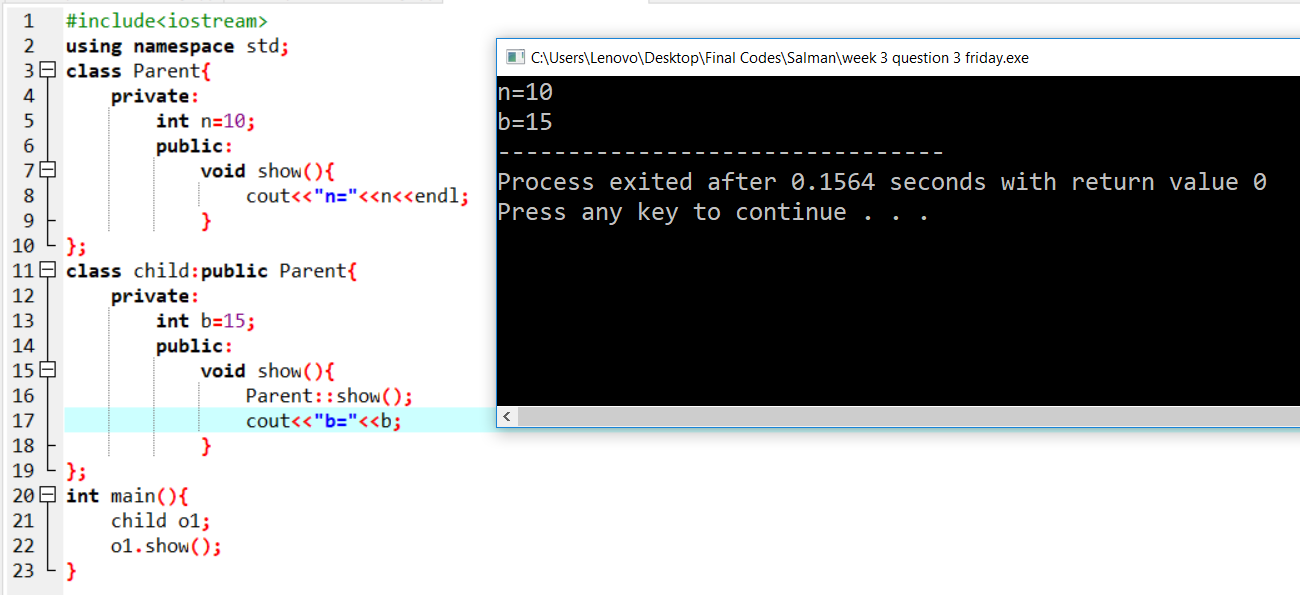 1 #include<iostream>
2 using namespace std;
3 class Parent{
4 private:
5 int n=10;
6 public:
7 void show(){
8 cout<<"n="<<n<<endl;
9 }
10 };
11 class child:public Parent{
12 private:
13 int b=15;
14 public:
15 void show(){
16 Parent::show();
17 cout<<"b="<<b;
18 }
19 };
20 int main(){
21 child o1;
22 o1.show();
23 }
C:\Users\Lenovo\Desktop\Final Codes\Salman\week 3 question 3 friday.exe
n=10
b=15
--------------------------------
Process exited after 0.1564 seconds with return value 0
Press any key to continue . . .